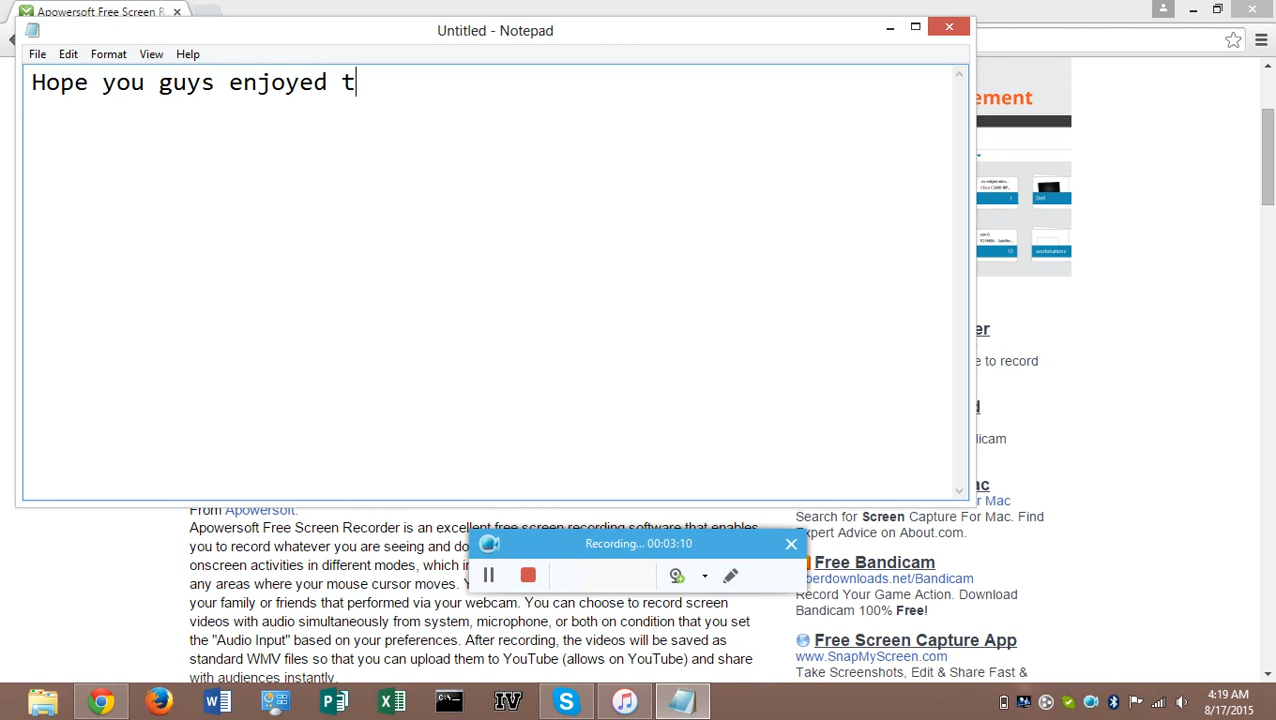 Apowersoft Free Screen R
Untitled - Notepad
File Edit Format View Help
Hope you guys enjoyed t
ement
Dell
12
workstations
er
e to record
d
licam
ac
r Mac
From Apowersoft:
Apowersoft Free Screen Recorder is an excellent free screen recording software that enables
you to record whatever you are seeing and do
onscreen activities in different modes, which i
any areas where your mouse cursor moves. Y
your family or friends that performed via your webcam. You can choose to record screen
videos with audio simultaneously from system, microphone, or both on condition that you set
the "Audio Input" based on your preferences. After recording, the videos will be saved as
standard WMV files so that you can upload them to YouTube (allows on YouTube) and share
with audiences instantly.
Search for Screen Capture For Mac. Find
Expert Advice on About.com.
Recording... 00:03:10
Free Bandicam
berdownloads.net/Bandicam
Record Your Game Action. Download
Bandicam 100% Free!
Free Screen Capture App
www.SnapMyScreen.com
Take Screenshots, Edit & Share Fast &
IV
4:19 AM
8/17/2015